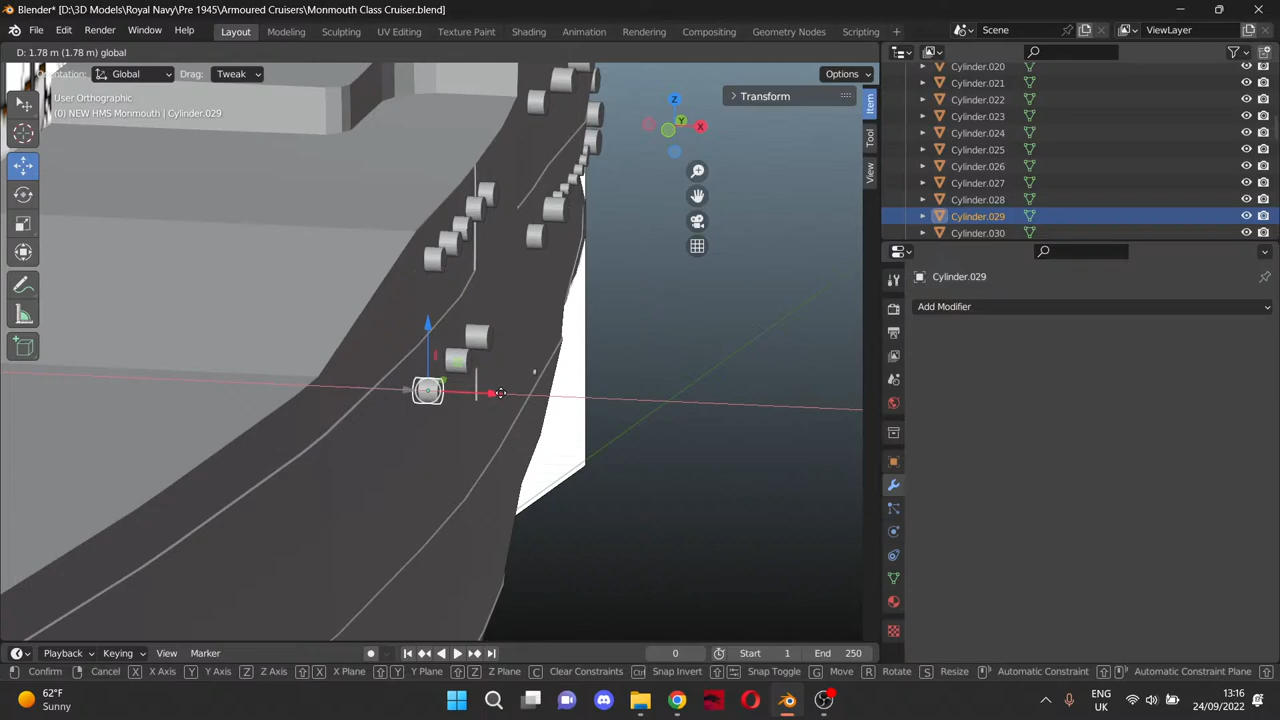 Blender* [D:\3D Models\Royal Navy\Pre 1945\Armoured Cruisers\Monmouth Class Cruiser.blend]
File Edit Render Window Help Layout Modeling Sculpting UV Editing Texture Paint Shading Animation Rendering Compositing Geometry Nodes Scripting + Scene ViewLayer
D: 1.78 m (1.78 m) global
Orientation: Global Drag: Tweak Options
User Orthographic
(0) NEW HMS Monmouth | Cylinder.029
Transform
Z
Y
X
Item
Tool
View
Cylinder.020
Cylinder.021
Cylinder.022
Cylinder.023
Cylinder.024
Cylinder.025
Cylinder.026
Cylinder.027
Cylinder.028
Cylinder.029
Cylinder.030
Cylinder.029
Add Modifier
Playback Keying View Marker 0 Start 1 End 250
Confirm Cancel X X Axis Y Y Axis Z Z Axis X X Plane Y Y Plane Z Z Plane C Clear Constraints Ctrl Snap Invert Snap Toggle G Move R Rotate S Resize Automatic Constraint Automatic Constraint Plane
62°F
Sunny
ENG
UK
13:16
24/09/2022